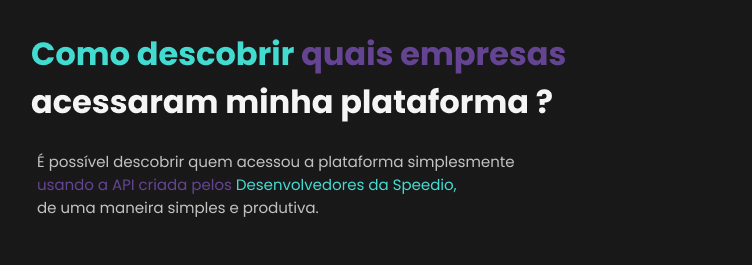 Como descobrir quais empresas
acessaram minha plataforma ?
É possível descobrir quem acessou a plataforma simplesmente
usando a API criada pelos Desenvolvedores da Speedio,
de uma maneira simples e produtiva.